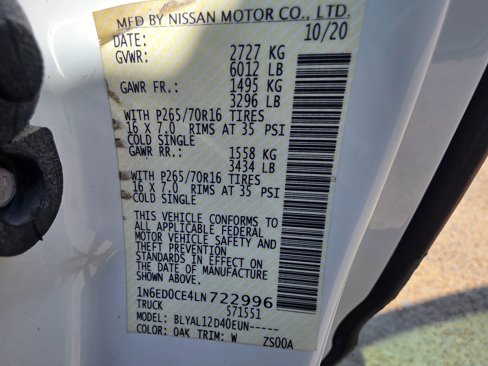 MFD BY NISSAN MOTOR CO., LTD.
DATE: 10/20
GVWR: 2727 KG
6012 LB
GAWR FR.: 1495 KG
3296 LB
WITH P265/70R16 TIRES
16 X 7.0 RIMS AT 35 PSI
COLD SINGLE
GAWR RR.: 1558 KG
3434 LB
WITH P265/70R16 TIRES
16 X 7.0 RIMS AT 35 PSI
COLD SINGLE
THIS VEHICLE CONFORMS TO
ALL APPLICABLE FEDERAL
MOTOR VEHICLE SAFETY AND
THEFT PREVENTION
STANDARDS IN EFFECT ON
THE DATE OF MANUFACTURE
SHOWN ABOVE.
1N6ED0CE4LN722996
TRUCK 571551
MODEL: BLYAL12D40EUN-----
COLOR: QAK TRIM: W ZS00A